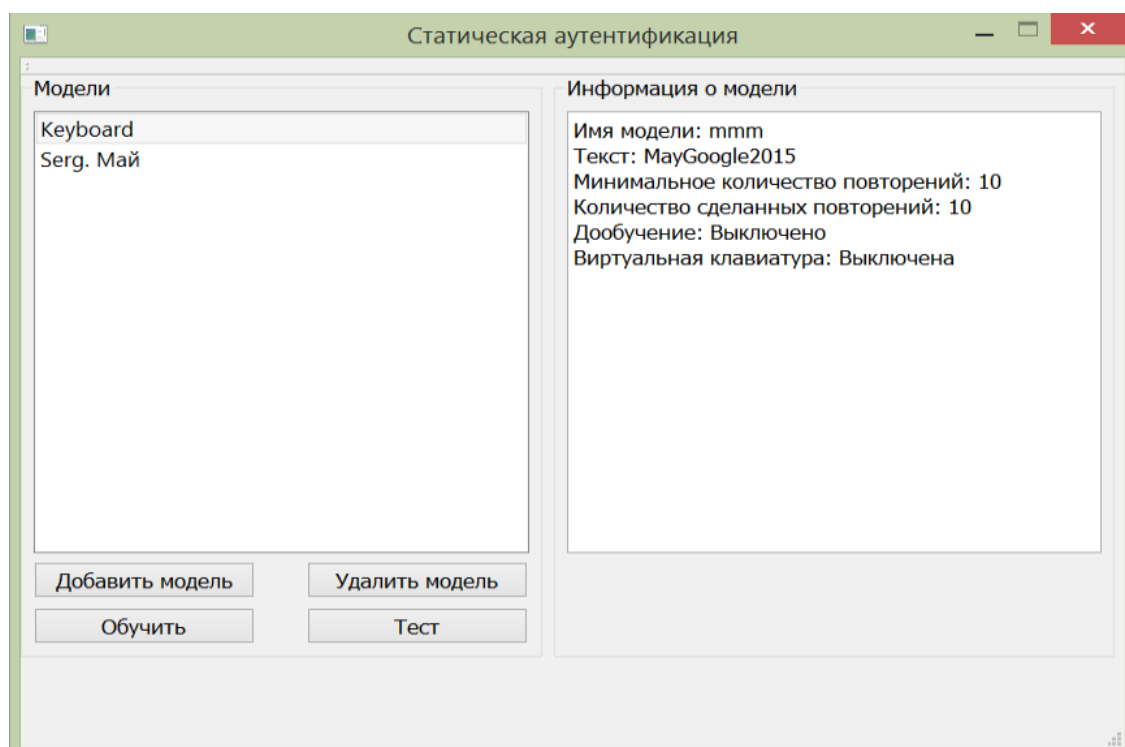 Статическая аутентификация
Модели
Keyboard
Serg. Май
Добавить модель
Удалить модель
Обучить
Тест
Информация о модели
Имя модели: mmm
Текст: MayGoogle2015
Минимальное количество повторений: 10
Количество сделанных повторений: 10
Дообучение: Выключено
Виртуальная клавиатура: Выключена